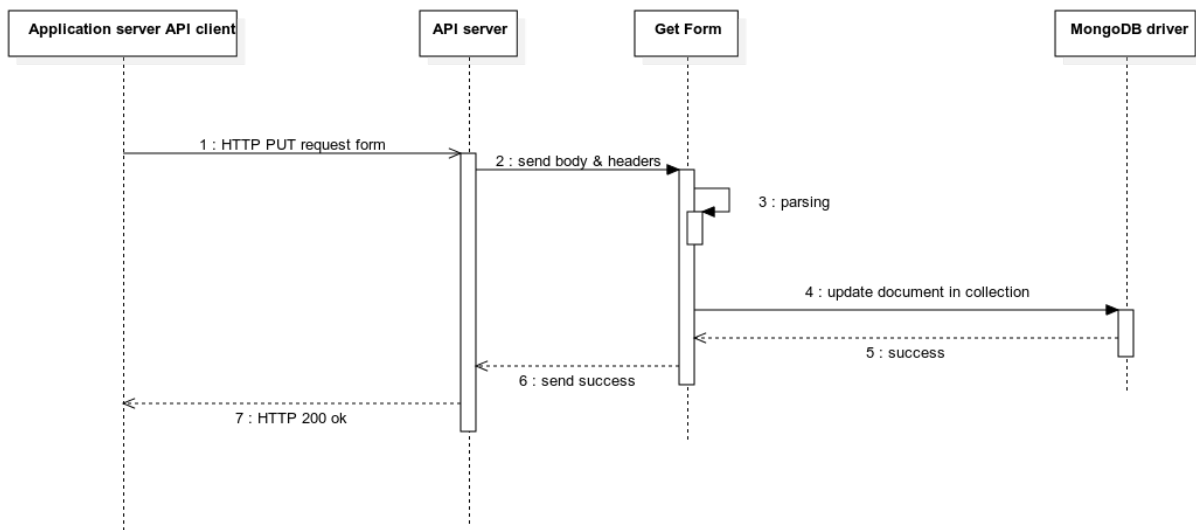 Application server API client
API server
Get Form
MongoDB driver
1 : HTTP PUT request form
2 : send body & headers
3 : parsing
4 : update document in collection
5 : success
6 : send success
7 : HTTP 200 ok